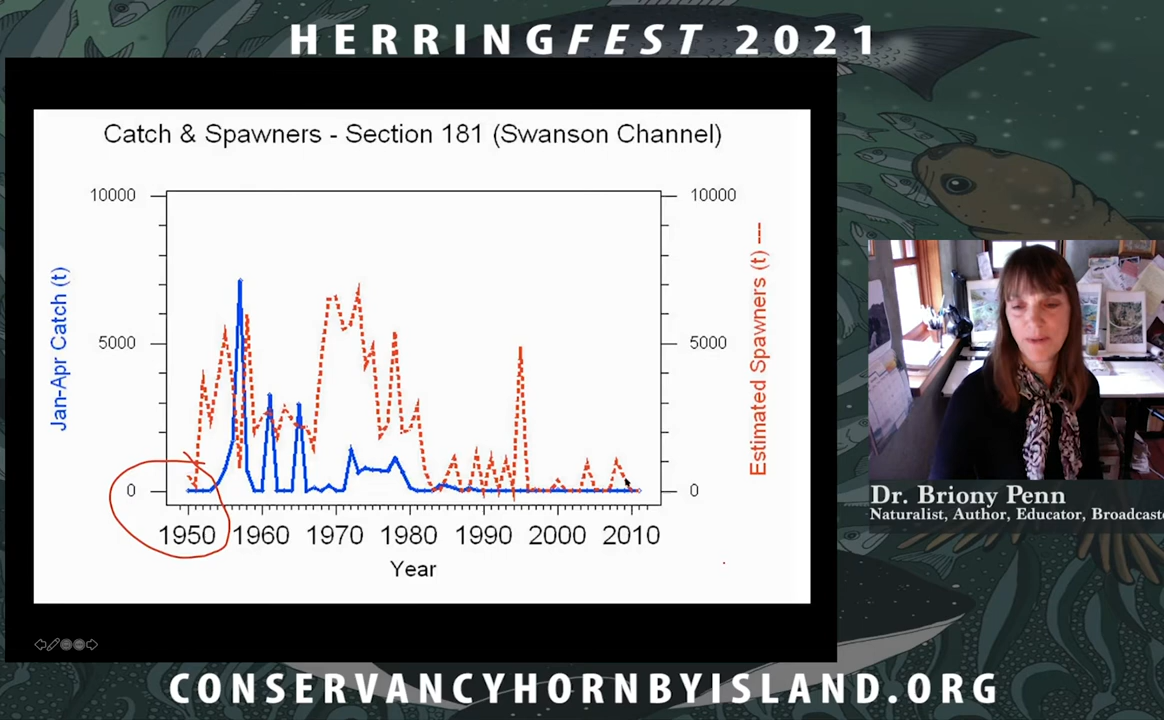 HERRINGFEST 2021
Catch & Spawners - Section 181 (Swanson Channel)
10000
5000
0
Jan-Apr Catch (t)
10000
5000
0
Estimated Spawners (t) ---
1950 1960 1970 1980 1990 2000 2010
Year
Dr. Briony Penn
Naturalist, Author, Educator, Broadcaste
CONSERVANCYHORNBYISLAND.ORG